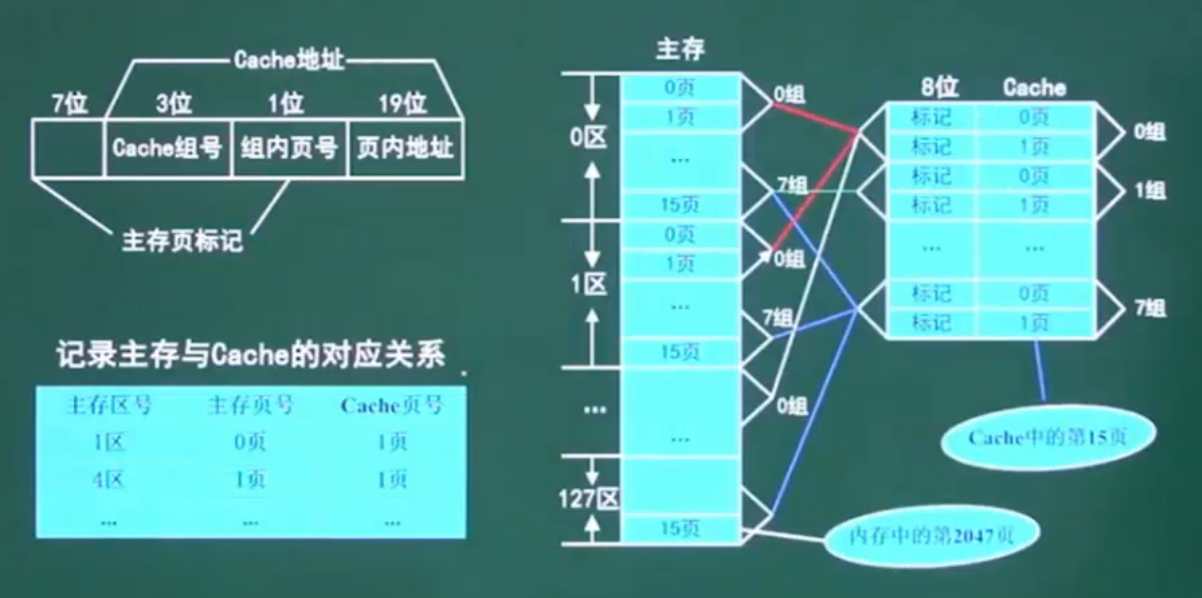 Cache地址
7位 3位 1位 19位
Cache组号 组内页号 页内地址
主存页标记
记录主存与Cache的对应关系
主存区号 主存页号 Cache页号
1区 0页 1页
4区 1页 1页
... ... ...
主存
0页
1页
...
15页
0页
1页
...
15页
...
15页
0区
1区
...
127区
0组
7组
0组
7组
0组
8位 Cache
标记 0页
标记 1页
标记 0页
标记 1页
... ...
标记 0页
标记 1页
0组
1组
7组
Cache中的第15页
内存中的第2047页